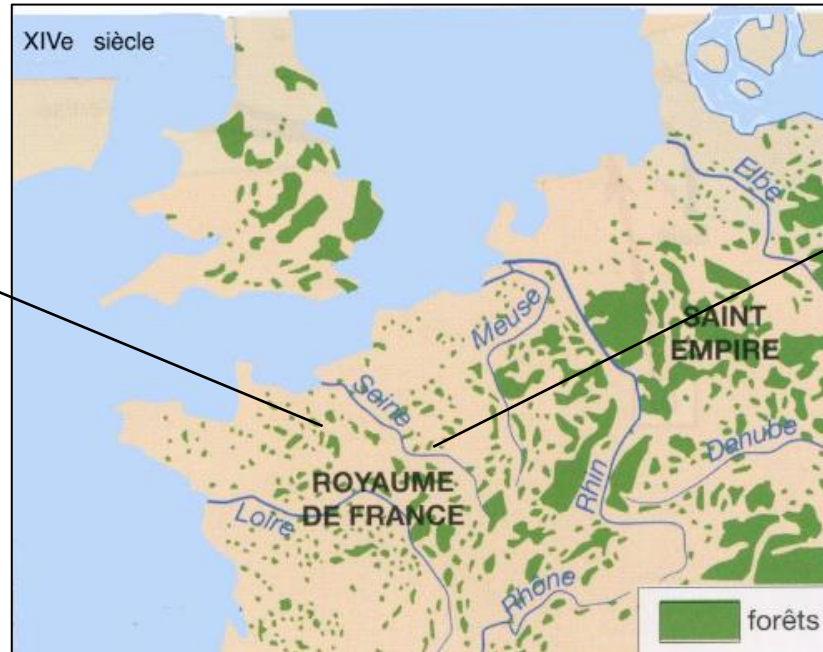 XIVe siècle
Elbe
Meuse
SAINT
EMPIRE
Seine
Danube
ROYAUME
DE FRANCE
Rhin
Loire
Rhône
forêts